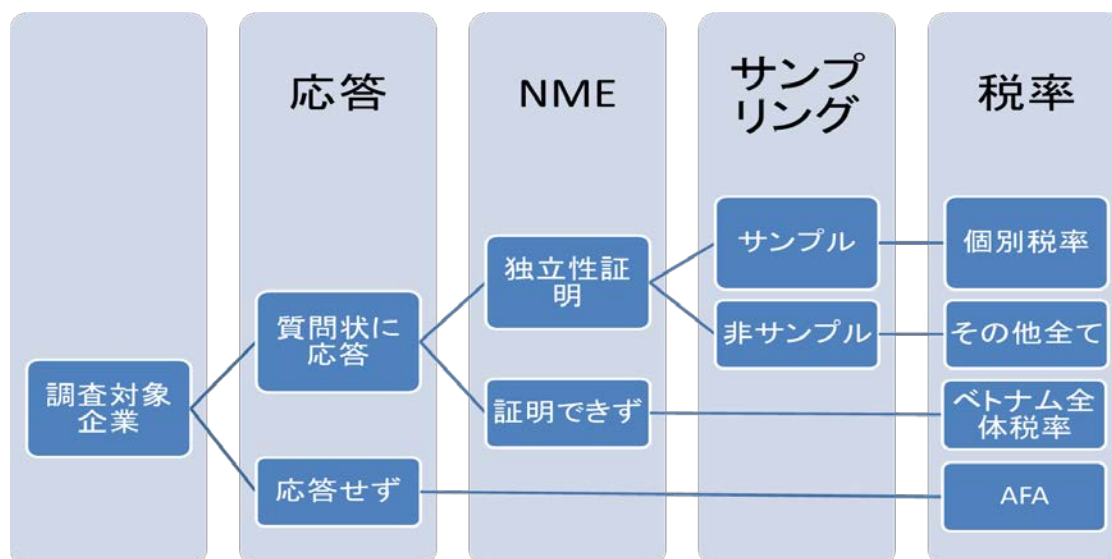 応答
NME
サンプ
リング
税率
調査対象
企業
質問状に
応答
応答せず
独立性証
明
証明できず
サンプル
非サンプル
個別税率
その他全て
ベトナム全
体税率
AFA